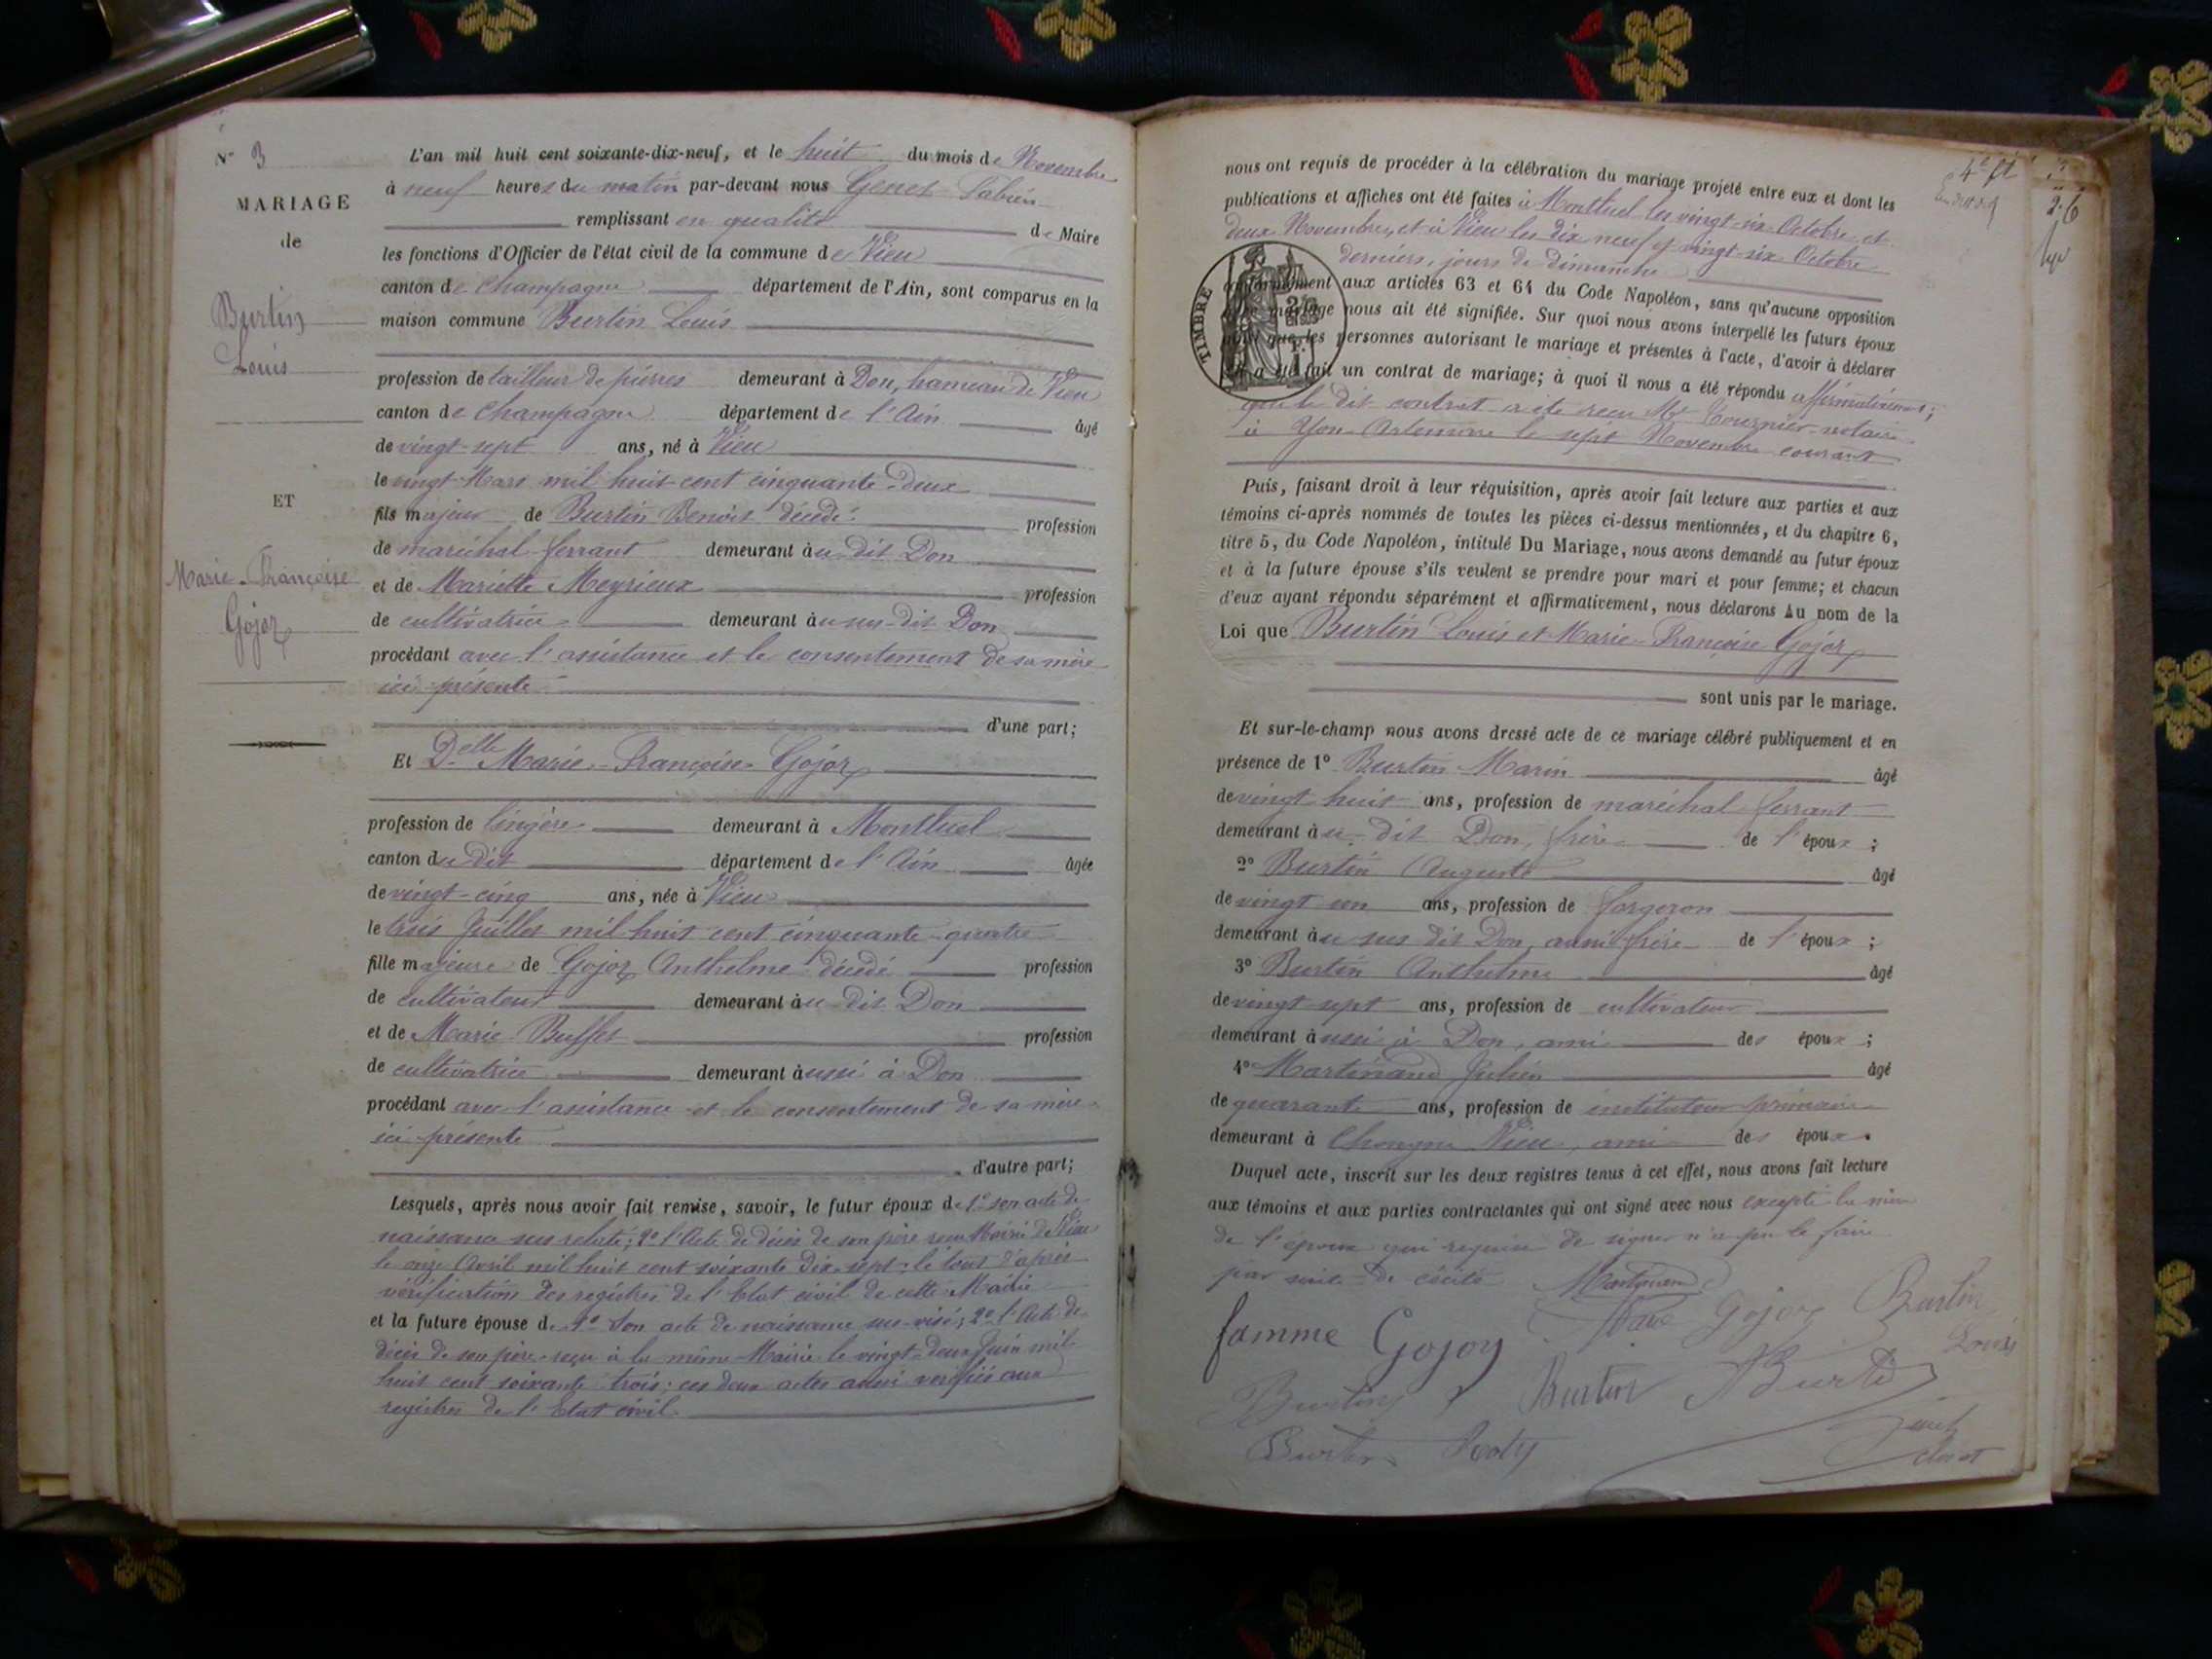 N° 3
MARIAGE
de
Burtin
Louis
ET
Marie-Françoise
Gojoz
L'an mil huit cent soixante-dix-neuf, et le huit du mois de Novembre
à neuf heures du matin par-devant nous Genet Fabien
remplissant en qualité de Maire
les fonctions d'Officier de l'état civil de la commune de Vieu
canton de Champagne département de l'Ain, sont comparus en la
maison commune Burtin Louis
profession de tailleur de pierres demeurant à Don, hameau de Vieu
canton de Champagne département de l'Ain âgé
de vingt-sept ans, né à Vieu
le vingt Mars mil huit cent cinquante-deux
fils majeur de Burtin Benoit décédé profession
de maréchal ferrant demeurant au dit Don
et de Mariette Meyrieux profession
de cultivatrice demeurant au sus-dit Don
procédant avec l'assistance et le consentement de sa mère
ici présente
d'une part;
Et Delle Marie-Françoise Gojoz
profession de lingère demeurant à Montluel
canton du dit département de l'Ain âgée
de vingt-cinq ans, née à Vieu
le trois Juillet mil huit cent cinquante-quatre
fille majeure de Gojoz Anthelme décédé profession
de cultivateur demeurant au dit Don
et de Marie Buffet profession
de cultivatrice demeurant aussi à Don
procédant avec l'assistance et le consentement de sa mère
ici présente
d'autre part;
Lesquels, après nous avoir fait remise, savoir, le futur époux de 1° son acte de
naissance sus relaté; 2° l'Acte de décès de son père reçu Mairie de Vieu
le onze Avril mil huit cent soixante dix-sept; le tout d'après
vérification des registres de l'Etat civil de cette Mairie
et la future épouse de 1° Son acte de naissance sus-visé; 2° l'Acte de
décès de son père reçu à la même Mairie le vingt-deux Juin mil
huit cent soixante trois; ces deux actes aussi vérifiés aux
registres de l'Etat civil.
nous ont requis de procéder à la célébration du mariage projeté entre eux et dont les
publications et affiches ont été faites à Montluel les vingt-six Octobre et
deux Novembre, et à Vieu les dix neuf et vingt-six Octobre
derniers, jours de dimanche
conformément aux articles 63 et 64 du Code Napoléon, sans qu'aucune opposition
mariage nous ait été signifiée. Sur quoi nous avons interpellé les futurs époux
que les personnes autorisant le mariage et présentes à l'acte, d'avoir à déclarer
a été fait un contrat de mariage; à quoi il nous a été répondu affirmativement;
que le dit contrat a été reçu Me Tournier notaire
à Yon-Artemare le sept Novembre courant
TIMBRE
Puis, faisant droit à leur réquisition, après avoir fait lecture aux parties et aux
témoins ci-après nommés de toutes les pièces ci-dessus mentionnées, et du chapitre 6,
titre 5, du Code Napoléon, intitulé Du Mariage, nous avons demandé au futur époux
et à la future épouse s'ils veulent se prendre pour mari et pour femme; et chacun
d'eux ayant répondu séparément et affirmativement, nous déclarons Au nom de la
Loi que Burtin Louis et Marie-Françoise Gojoz
sont unis par le mariage.
Et sur-le-champ nous avons dressé acte de ce mariage célébré publiquement et en
présence de 1° Burtin Marin âgé
de vingt huit ans, profession de maréchal ferrant
demeurant au dit Don, frère de l'époux ;
2° Burtin Auguste âgé
de vingt un ans, profession de forgeron
demeurant au sus dit Don, aussi frère de l'époux ;
3° Burtin Anthelme âgé
de vingt sept ans, profession de cultivateur
demeurant aussi à Don, ami des époux ;
4° Martinand Julien âgé
de quarante ans, profession de instituteur primaire
demeurant à Chongne Vieu, ami des époux.
Duquel acte, inscrit sur les deux registres tenus à cet effet, nous avons fait lecture
aux témoins et aux parties contractantes qui ont signé avec nous excepté la mère
de l'époux qui requise de signer n'a pu le faire
par suite de cécité Martinand
famme Gojoy Gojoz Burtin
Louis
Burtin Burtin Burtin
Burtin